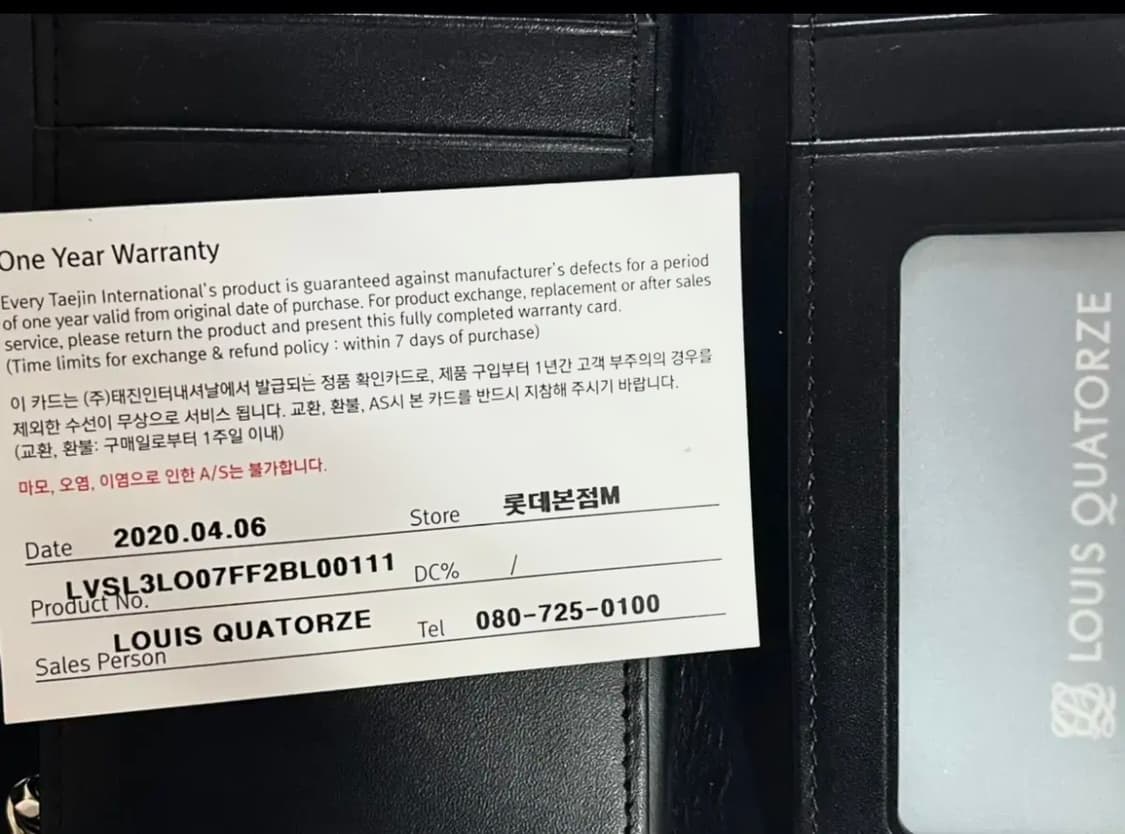 One Year Warranty
Every Taejin International's product is guaranteed against manufacturer's defects for a period
of one year valid from original date of purchase. For product exchange, replacement or after sales
service, please return the product and present this fully completed warranty card.
(Time limits for exchange & refund policy : within 7 days of purchase)
이 카드는 (주)태진인터내셔날에서 발급되는 정품 확인카드로, 제품 구입부터 1년간 고객 부주의의 경우를
제외한 수선이 무상으로 서비스 됩니다. 교환, 환불, AS시 본 카드를 반드시 지참해 주시기 바랍니다.
(교환, 환불: 구매일로부터 1주일 이내)
마모, 오염, 이염으로 인한 A/S는 불가합니다.
Date 2020.04.06 Store 롯데본점M
Product No. LVSL3LO07FF2BL00111 DC% /
Sales Person LOUIS QUATORZE Tel 080-725-0100
LOUIS QUATORZE